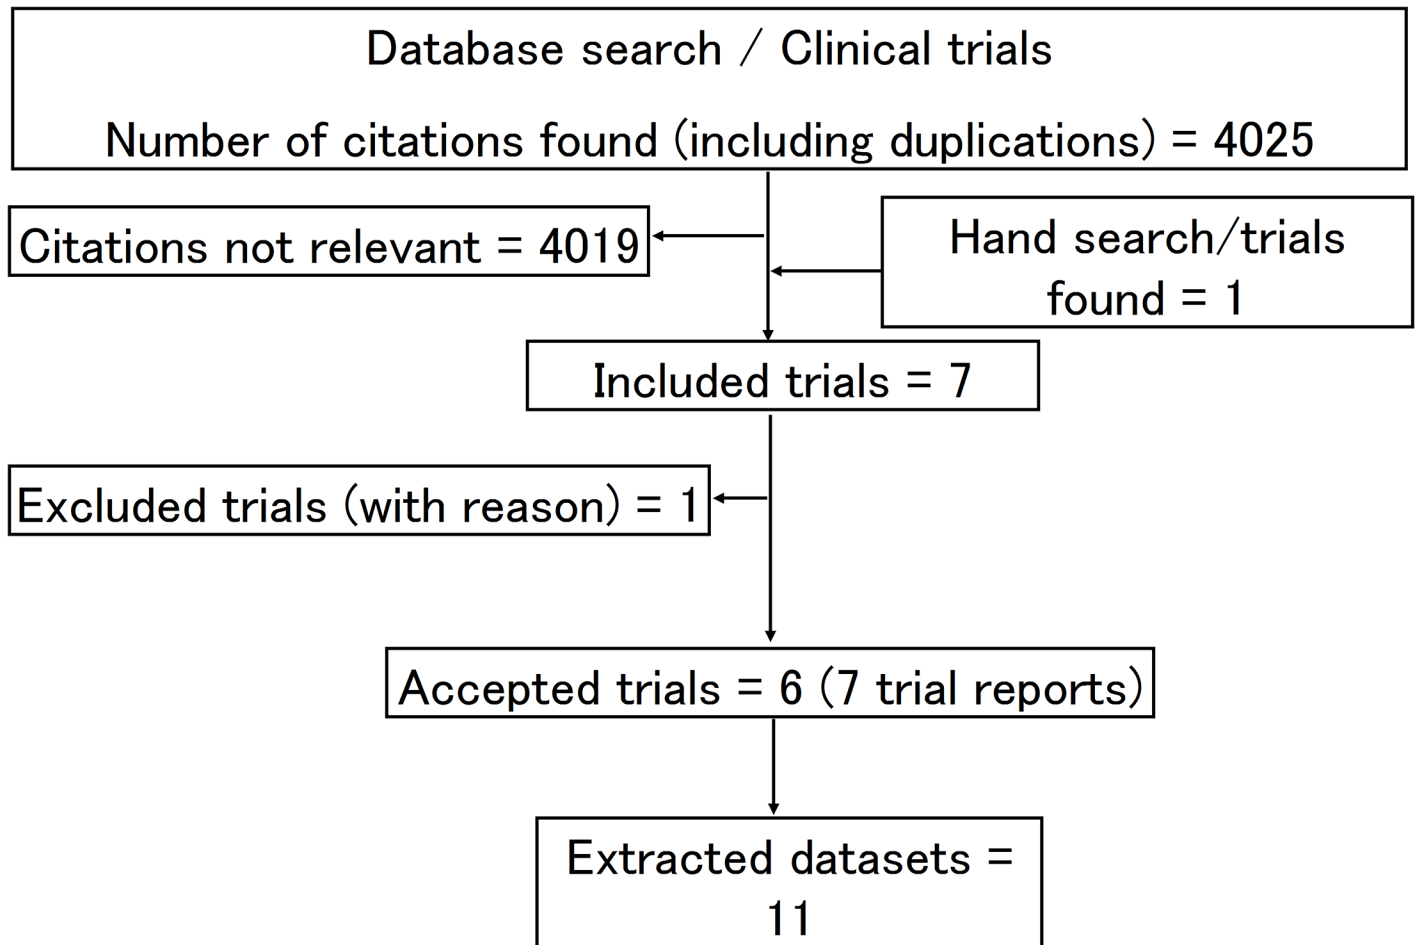 Database search / Clinical trials
Number of citations found (including duplications) = 4025
Citations not relevant = 4019
Hand search/trials
found = 1
Included trials = 7
Excluded trials (with reason) = 1
Accepted trials = 6 (7 trial reports)
Extracted datasets =
11